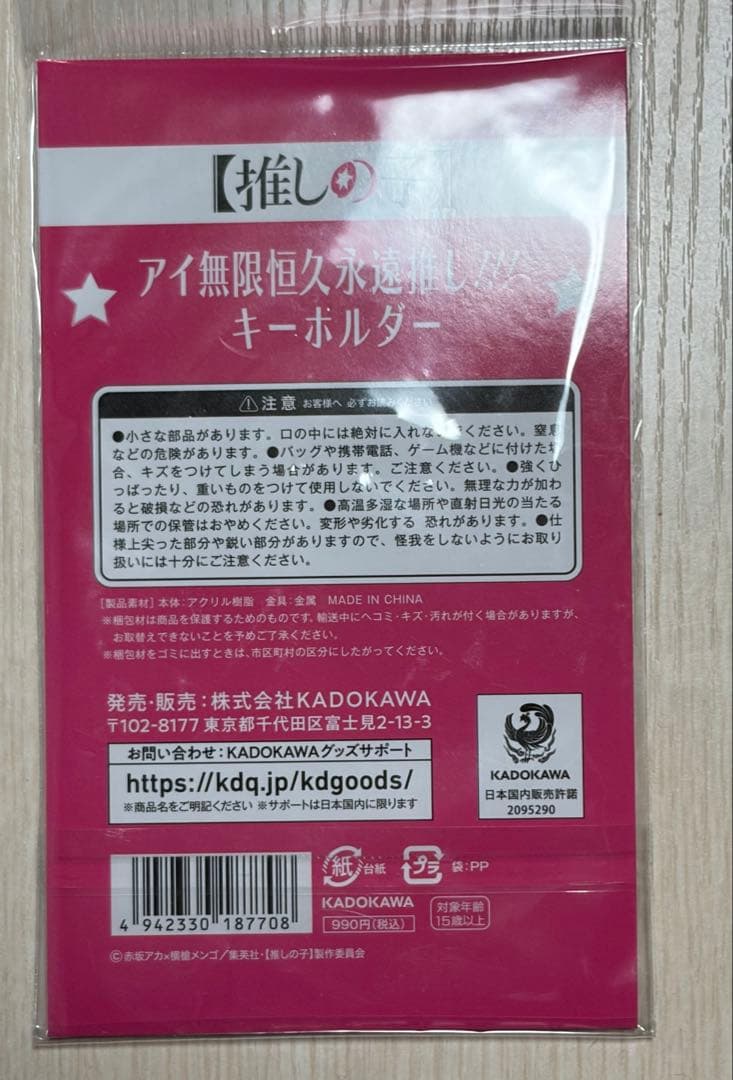 【推しの子】
アイ無限恒久永遠推し!!!
キーホルダー
⚠注意 お客様へ 必ずお読みください
●小さな部品があります。口の中には絶対に入れないでください。窒息
などの危険があります。●バッグや携帯電話、ゲーム機などに付けた場
合、キズをつけてしまう場合があります。ご注意ください。●強くひ
っぱったり、重いものをつけて使用しないでください。無理な力が加わ
ると破損などの恐れがあります。●高温多湿な場所や直射日光の当たる
場所での保管はおやめください。変形や劣化する 恐れがあります。●仕
様上尖った部分や鋭い部分がありますので、怪我をしないようにお取り
扱いには十分にご注意ください。
[製品素材] 本体:アクリル樹脂 金具:金属 MADE IN CHINA
※梱包材は商品を保護するためのものです。輸送中にヘコミ・キズ・汚れが付く場合がありますが、
お取替えできないことを予めご了承ください。
※梱包材をゴミに出すときは、市区町村の区分にしたがってください。
発売・販売:株式会社KADOKAWA
〒102-8177 東京都千代田区富士見2-13-3
お問い合わせ:KADOKAWAグッズサポート
https://kdq.jp/kdgoods/
※商品名をご明記ください ※サポートは日本国内に限ります
KADOKAWA
日本国内販売許諾
2095290
4 942330 187708
紙 台紙 プラ 袋:PP
KADOKAWA
990円(税込)
対象年齢
15歳以上
©赤坂アカ×横槍メンゴ/集英社・【推しの子】製作委員会